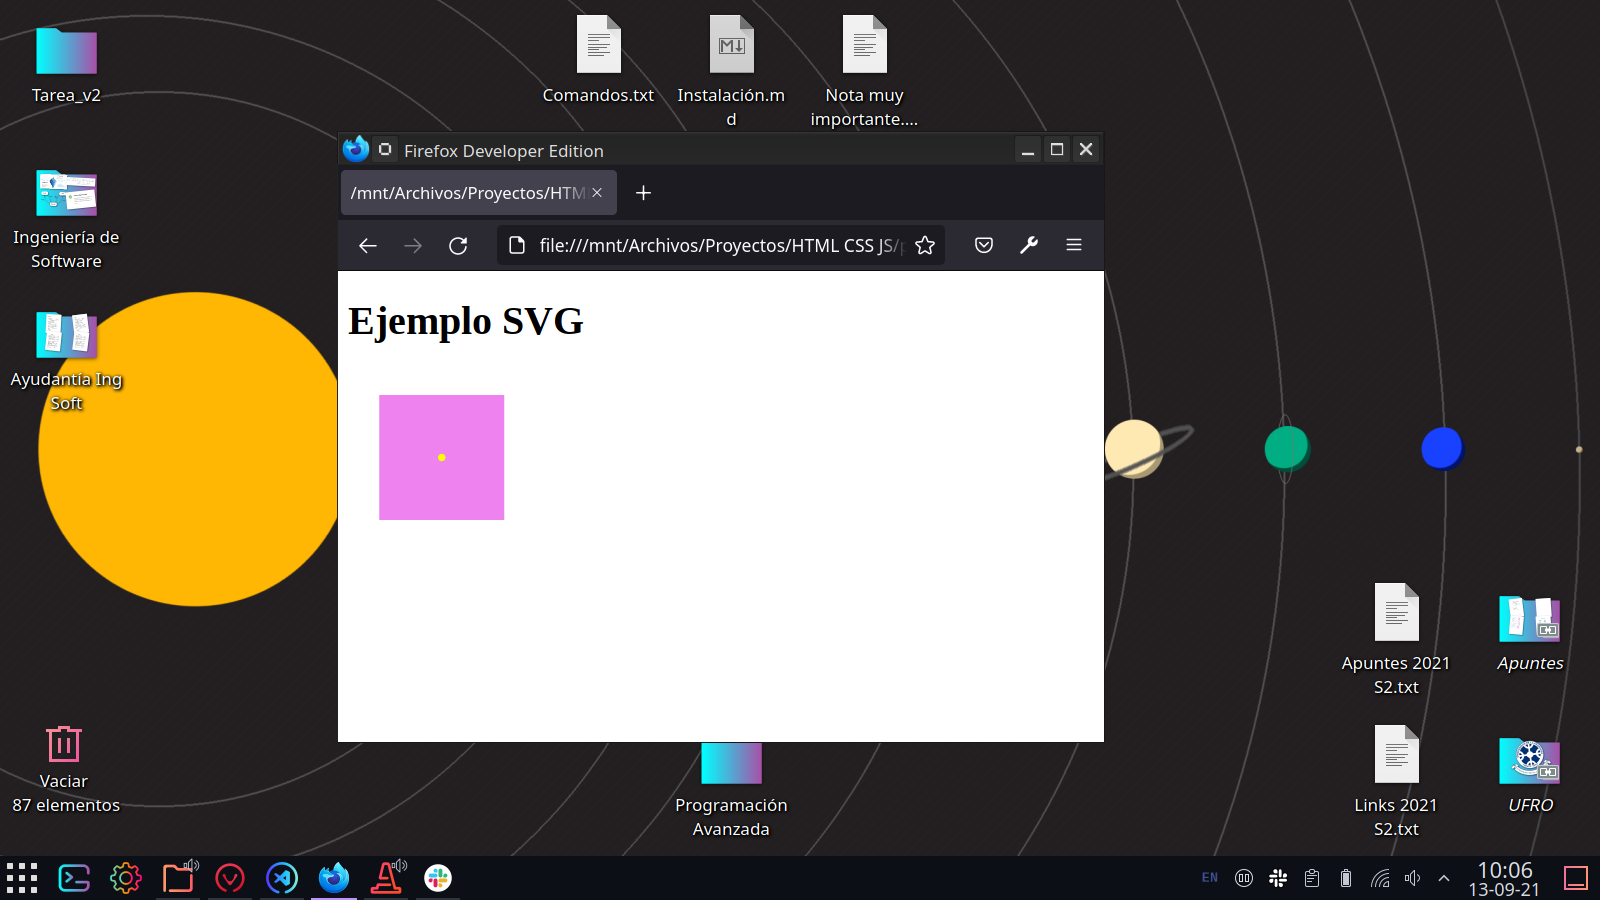 Tarea_v2
Comandos.txt
Instalación.m
d
Nota muy
importante....
Firefox Developer Edition
/mnt/Archivos/Proyectos/HTM
file:///mnt/Archivos/Proyectos/HTML CSS JS/p
Ingeniería de
Software
Ejemplo SVG
Ayudantía Ing
Soft
Apuntes 2021
S2.txt
Apuntes
Vaciar
87 elementos
Programación
Avanzada
Links 2021
S2.txt
UFRO
EN
10:06
13-09-21